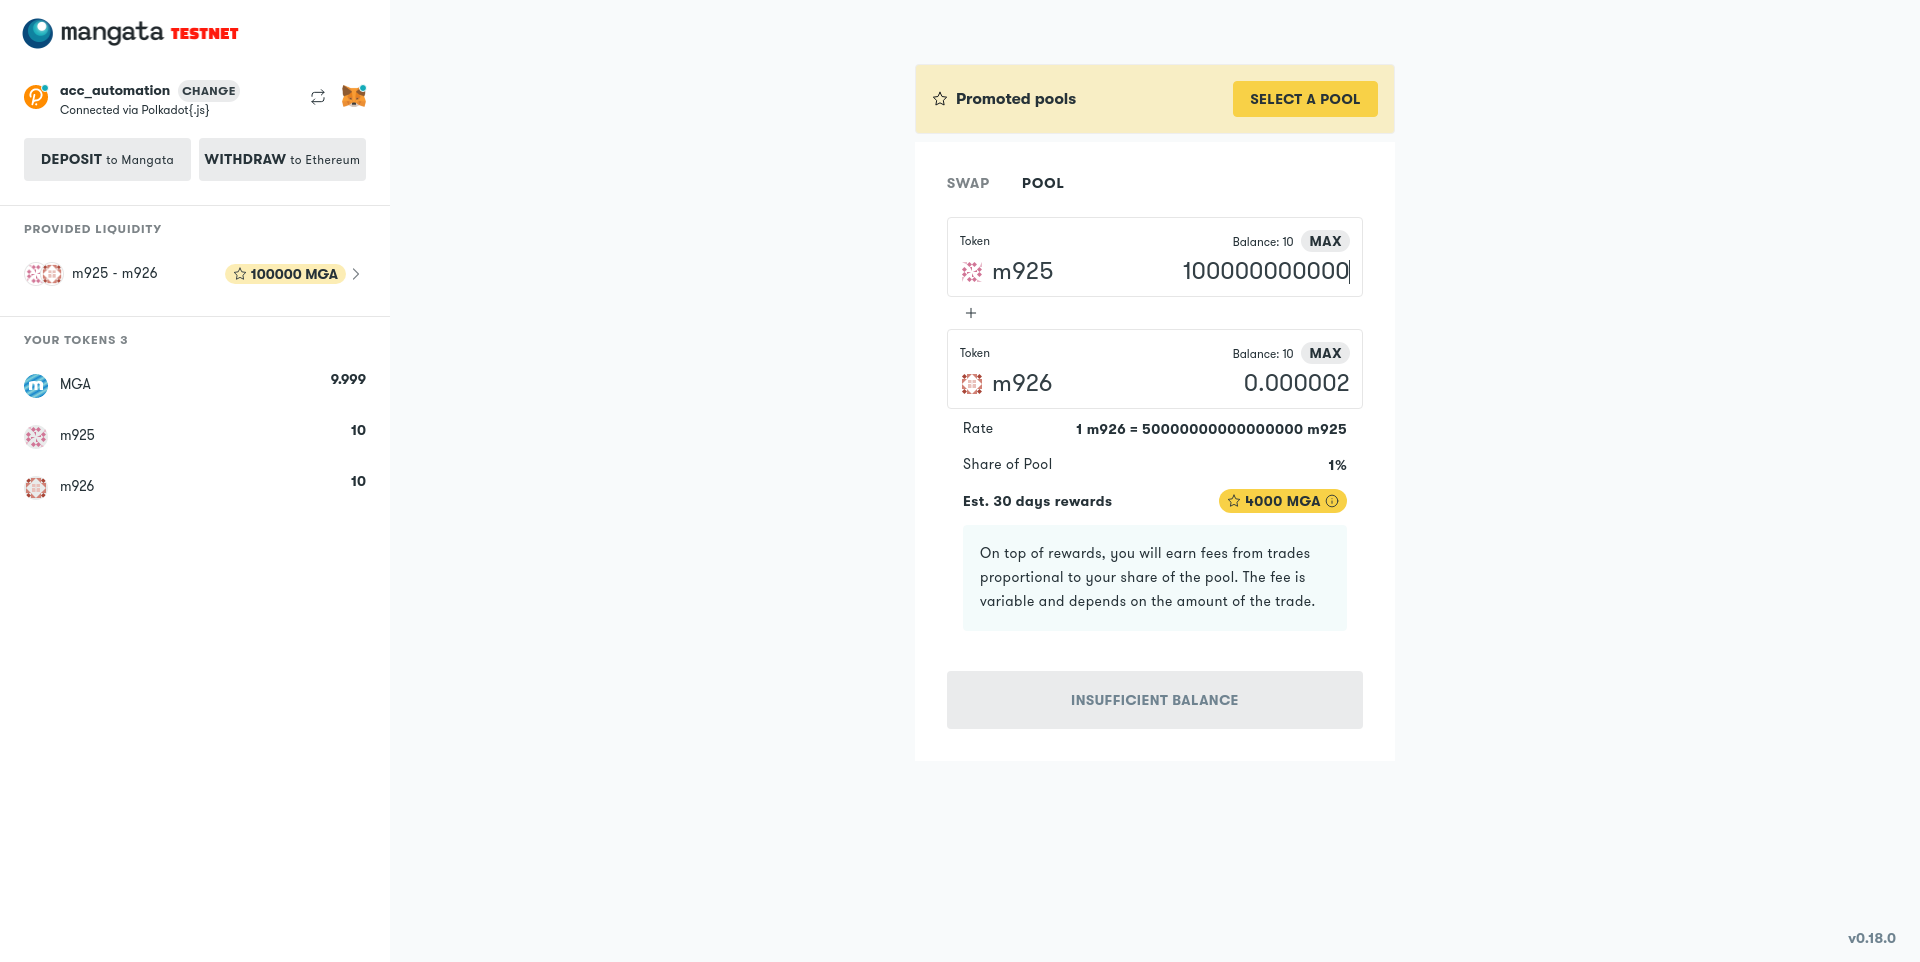 mangata TESTNET
acc_automation CHANGE
Connected via Polkadot{.js}
DEPOSIT to Mangata WITHDRAW to Ethereum
PROVIDED LIQUIDITY
m925 - m926 100000 MGA
YOUR TOKENS 3
MGA 9.999
m925 10
m926 10
Promoted pools SELECT A POOL
SWAP POOL
Token Balance: 10 MAX
m925 100000000000
Token Balance: 10 MAX
m926 0.000002
Rate 1 m926 = 50000000000000000 m925
Share of Pool 1%
Est. 30 days rewards 4000 MGA
On top of rewards, you will earn fees from trades
proportional to your share of the pool. The fee is
variable and depends on the amount of the trade.
INSUFFICIENT BALANCE
v0.18.0